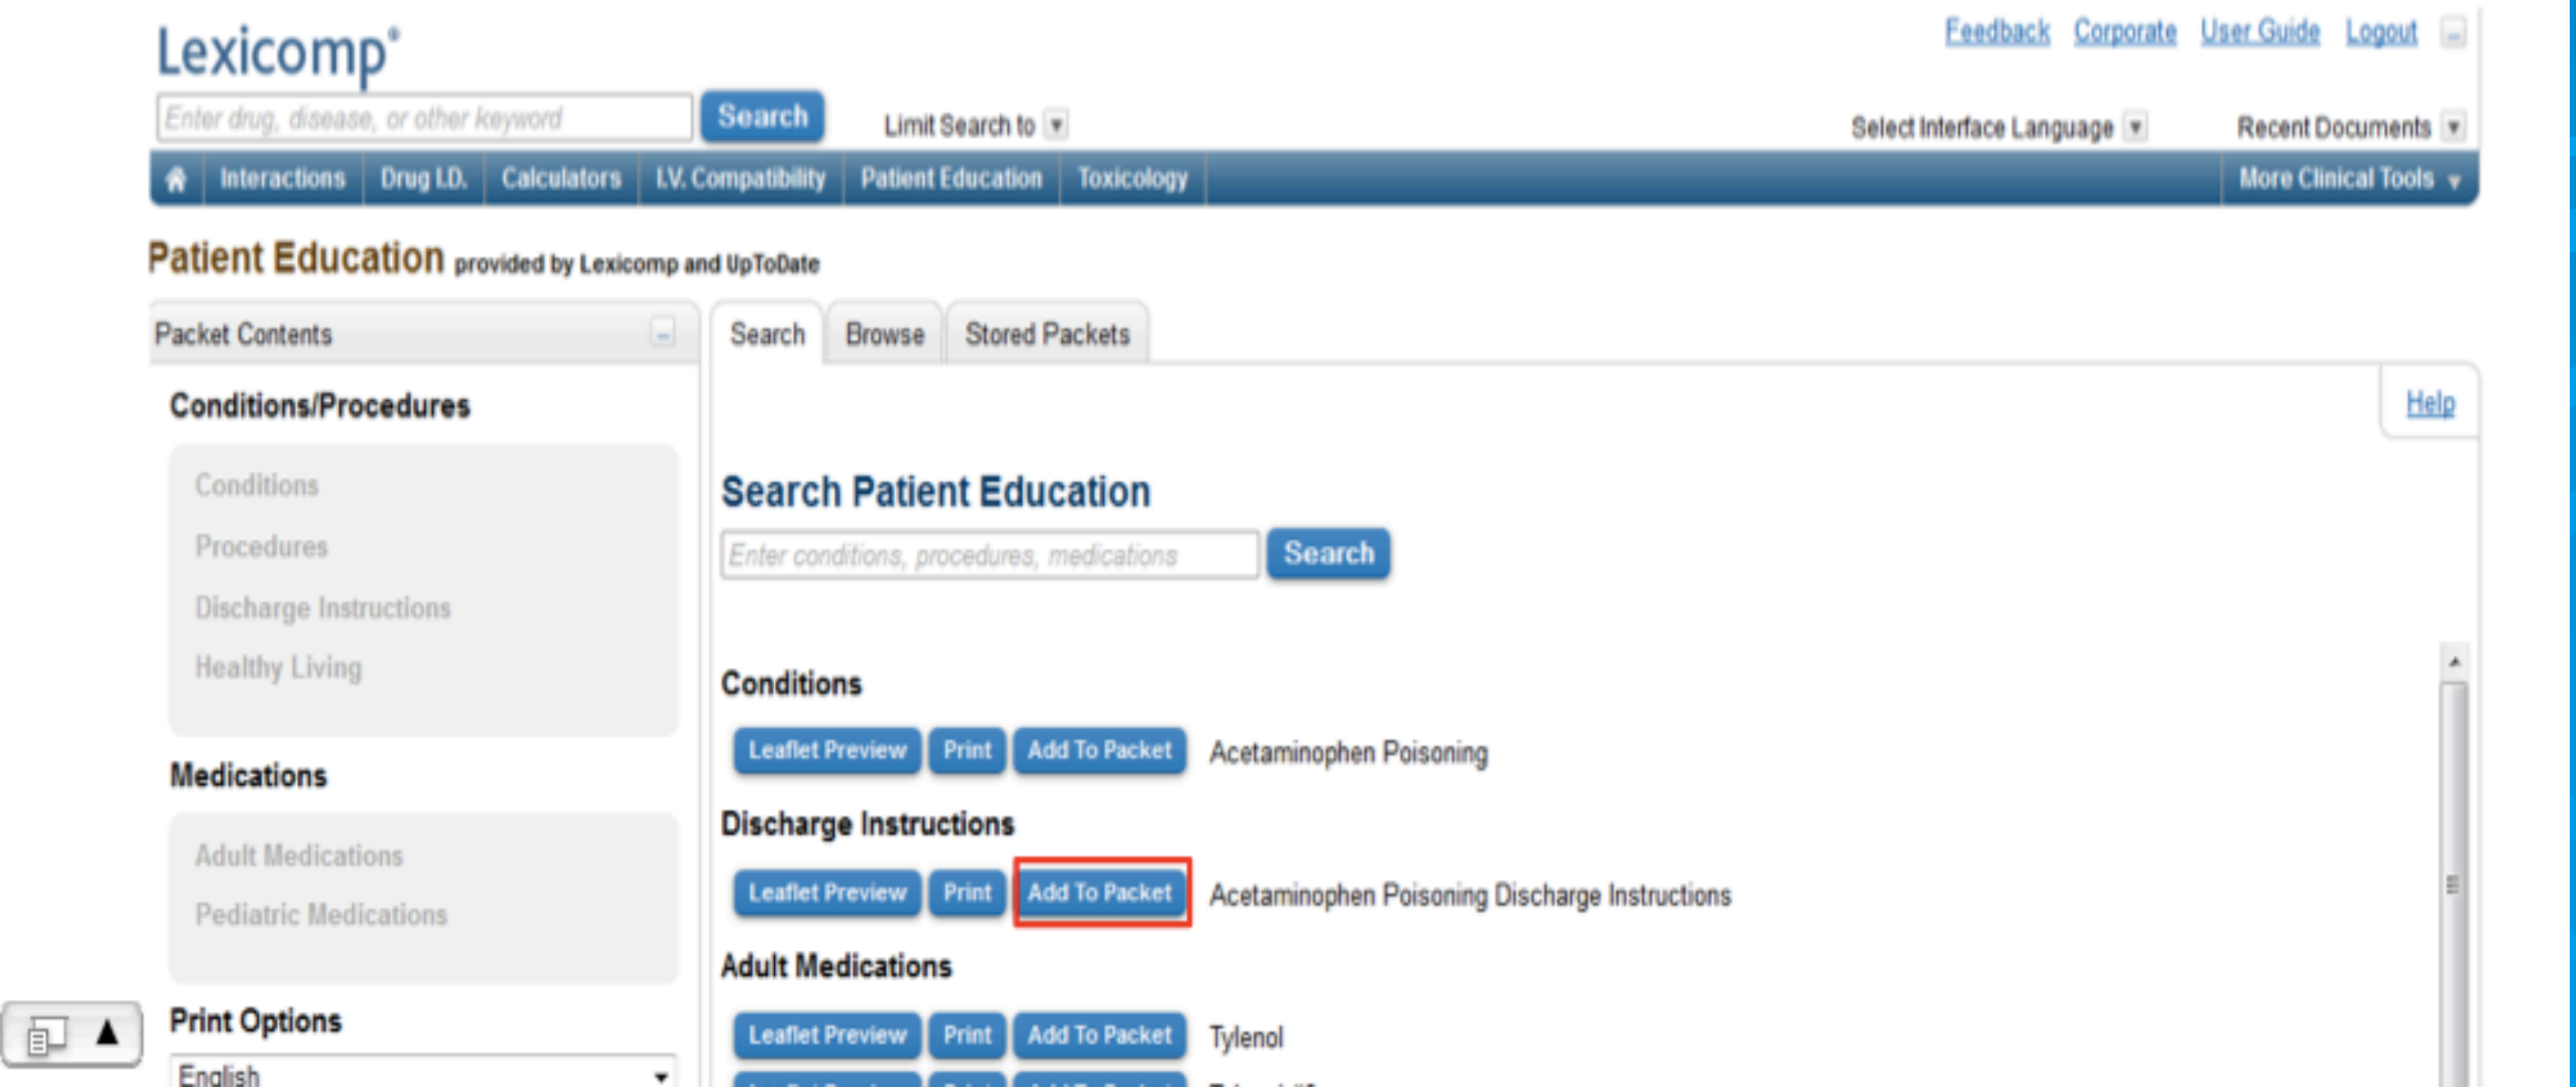 Lexicomp®
Feedback Corporate User Guide Logout
Enter drug, disease, or other keyword Search Limit Search to Select Interface Language Recent Documents
Interactions Drug I.D. Calculators I.V. Compatibility Patient Education Toxicology More Clinical Tools
Patient Education provided by Lexicomp and UpToDate
Packet Contents
Conditions/Procedures
Conditions
Procedures
Discharge Instructions
Healthy Living
Medications
Adult Medications
Pediatric Medications
Print Options
English
Search Browse Stored Packets
Help
Search Patient Education
Enter conditions, procedures, medications Search
Conditions
Leaflet Preview Print Add To Packet Acetaminophen Poisoning
Discharge Instructions
Leaflet Preview Print Add To Packet Acetaminophen Poisoning Discharge Instructions
Adult Medications
Leaflet Preview Print Add To Packet Tylenol